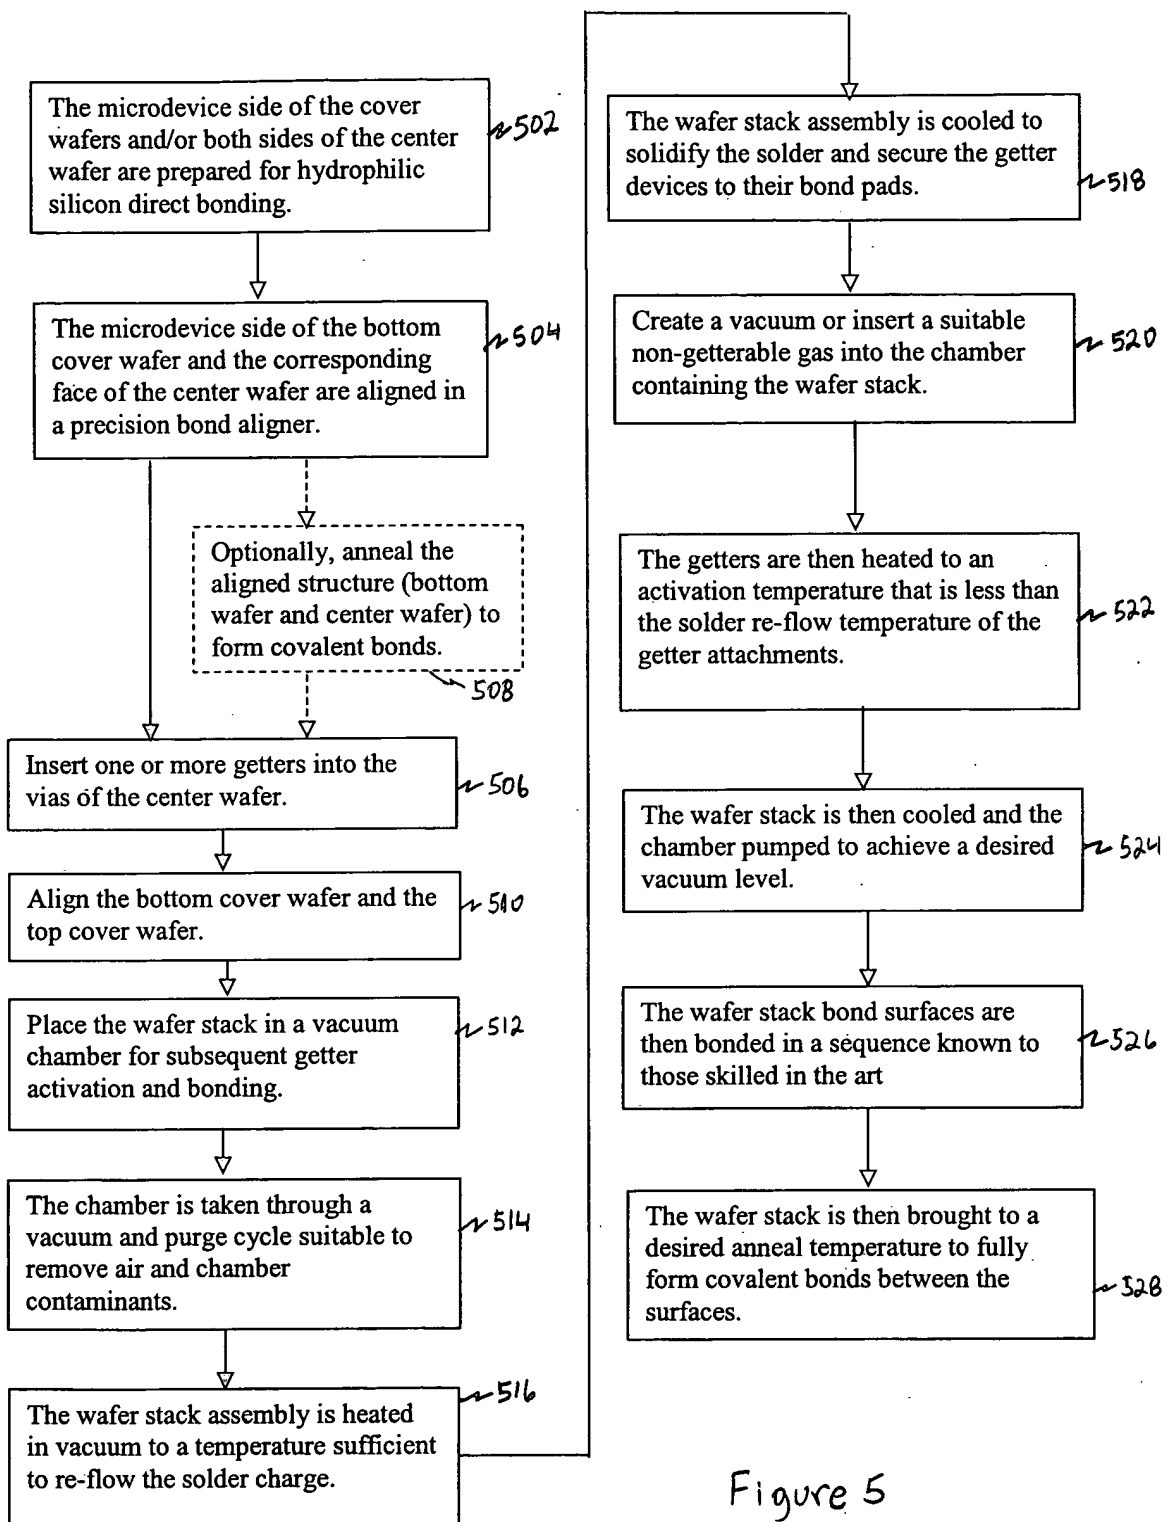 The microdevice side of the cover
wafers and/or both sides of the center
wafer are prepared for hydrophilic
silicon direct bonding.
502
The microdevice side of the bottom
cover wafer and the corresponding
face of the center wafer are aligned in
a precision bond aligner.
504
Optionally, anneal the
aligned structure (bottom
wafer and center wafer) to
form covalent bonds.
508
Insert one or more getters into the
vias of the center wafer.
506
Align the bottom cover wafer and the
top cover wafer.
510
Place the wafer stack in a vacuum
chamber for subsequent getter
activation and bonding.
512
The chamber is taken through a
vacuum and purge cycle suitable to
remove air and chamber
contaminants.
514
The wafer stack assembly is heated
in vacuum to a temperature sufficient
to re-flow the solder charge.
516
The wafer stack assembly is cooled to
solidify the solder and secure the getter
devices to their bond pads.
518
Create a vacuum or insert a suitable
non-getterable gas into the chamber
containing the wafer stack.
520
The getters are then heated to an
activation temperature that is less than
the solder re-flow temperature of the
getter attachments.
522
The wafer stack is then cooled and the
chamber pumped to achieve a desired
vacuum level.
524
The wafer stack bond surfaces are
then bonded in a sequence known to
those skilled in the art
526
The wafer stack is then brought to a
desired anneal temperature to fully
form covalent bonds between the
surfaces.
528
Figure 5